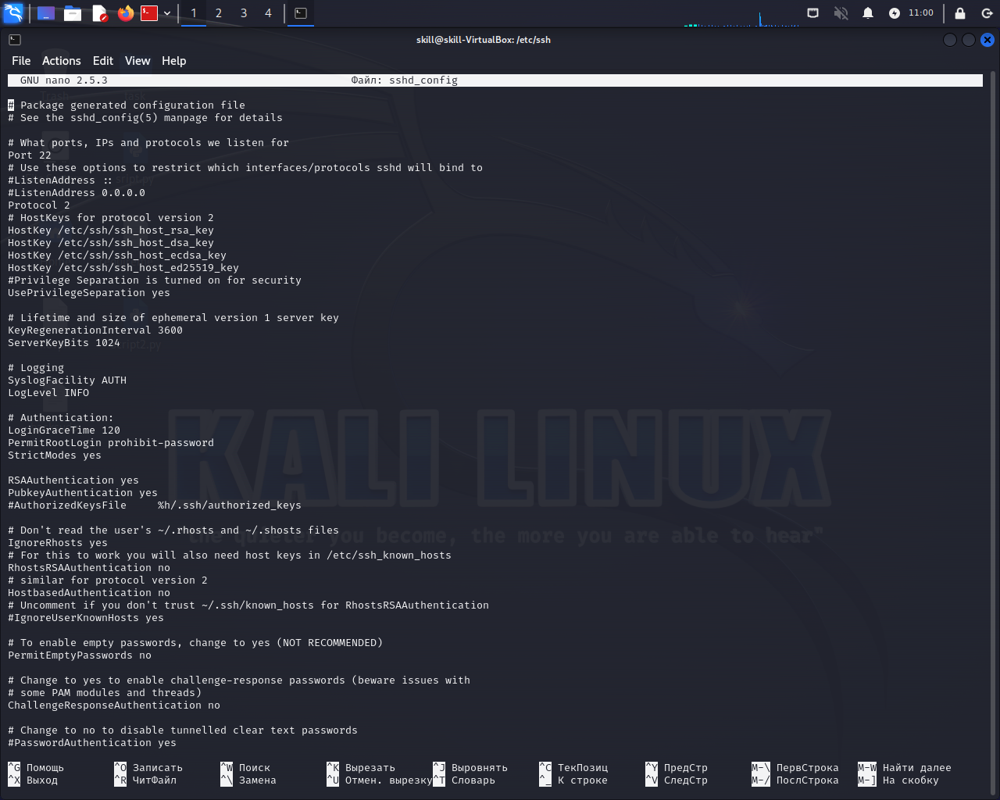 1 2 3 4 11:00
skill@skill-VirtualBox: /etc/ssh
File Actions Edit View Help
GNU nano 2.5.3 Файл: sshd_config
# Package generated configuration file
# See the sshd_config(5) manpage for details
# What ports, IPs and protocols we listen for
Port 22
# Use these options to restrict which interfaces/protocols sshd will bind to
#ListenAddress ::
#ListenAddress 0.0.0.0
Protocol 2
# HostKeys for protocol version 2
HostKey /etc/ssh/ssh_host_rsa_key
HostKey /etc/ssh/ssh_host_dsa_key
HostKey /etc/ssh/ssh_host_ecdsa_key
HostKey /etc/ssh/ssh_host_ed25519_key
#Privilege Separation is turned on for security
UsePrivilegeSeparation yes
# Lifetime and size of ephemeral version 1 server key
KeyRegenerationInterval 3600
ServerKeyBits 1024
# Logging
SyslogFacility AUTH
LogLevel INFO
# Authentication:
LoginGraceTime 120
PermitRootLogin prohibit-password
StrictModes yes
RSAAuthentication yes
PubkeyAuthentication yes
#AuthorizedKeysFile %h/.ssh/authorized_keys
# Don't read the user's ~/.rhosts and ~/.shosts files
IgnoreRhosts yes
# For this to work you will also need host keys in /etc/ssh_known_hosts
RhostsRSAAuthentication no
# similar for protocol version 2
HostbasedAuthentication no
# Uncomment if you don't trust ~/.ssh/known_hosts for RhostsRSAAuthentication
#IgnoreUserKnownHosts yes
# To enable empty passwords, change to yes (NOT RECOMMENDED)
PermitEmptyPasswords no
# Change to yes to enable challenge-response passwords (beware issues with
# some PAM modules and threads)
ChallengeResponseAuthentication no
# Change to no to disable tunnelled clear text passwords
#PasswordAuthentication yes
^G Помощь ^O Записать ^W Поиск ^K Вырезать ^J Выровнять ^C ТекПозиц ^Y ПредСтр M-\ ПервСтрока M-W Найти далее
^X Выход ^R ЧитФайл ^\ Замена ^U Отмен. вырезку ^T Словарь ^_ К строке ^V СледСтр M-/ ПослСтрока M-] На скобку
KALI LINUX
"the quieter you become, the more you are able to hear"